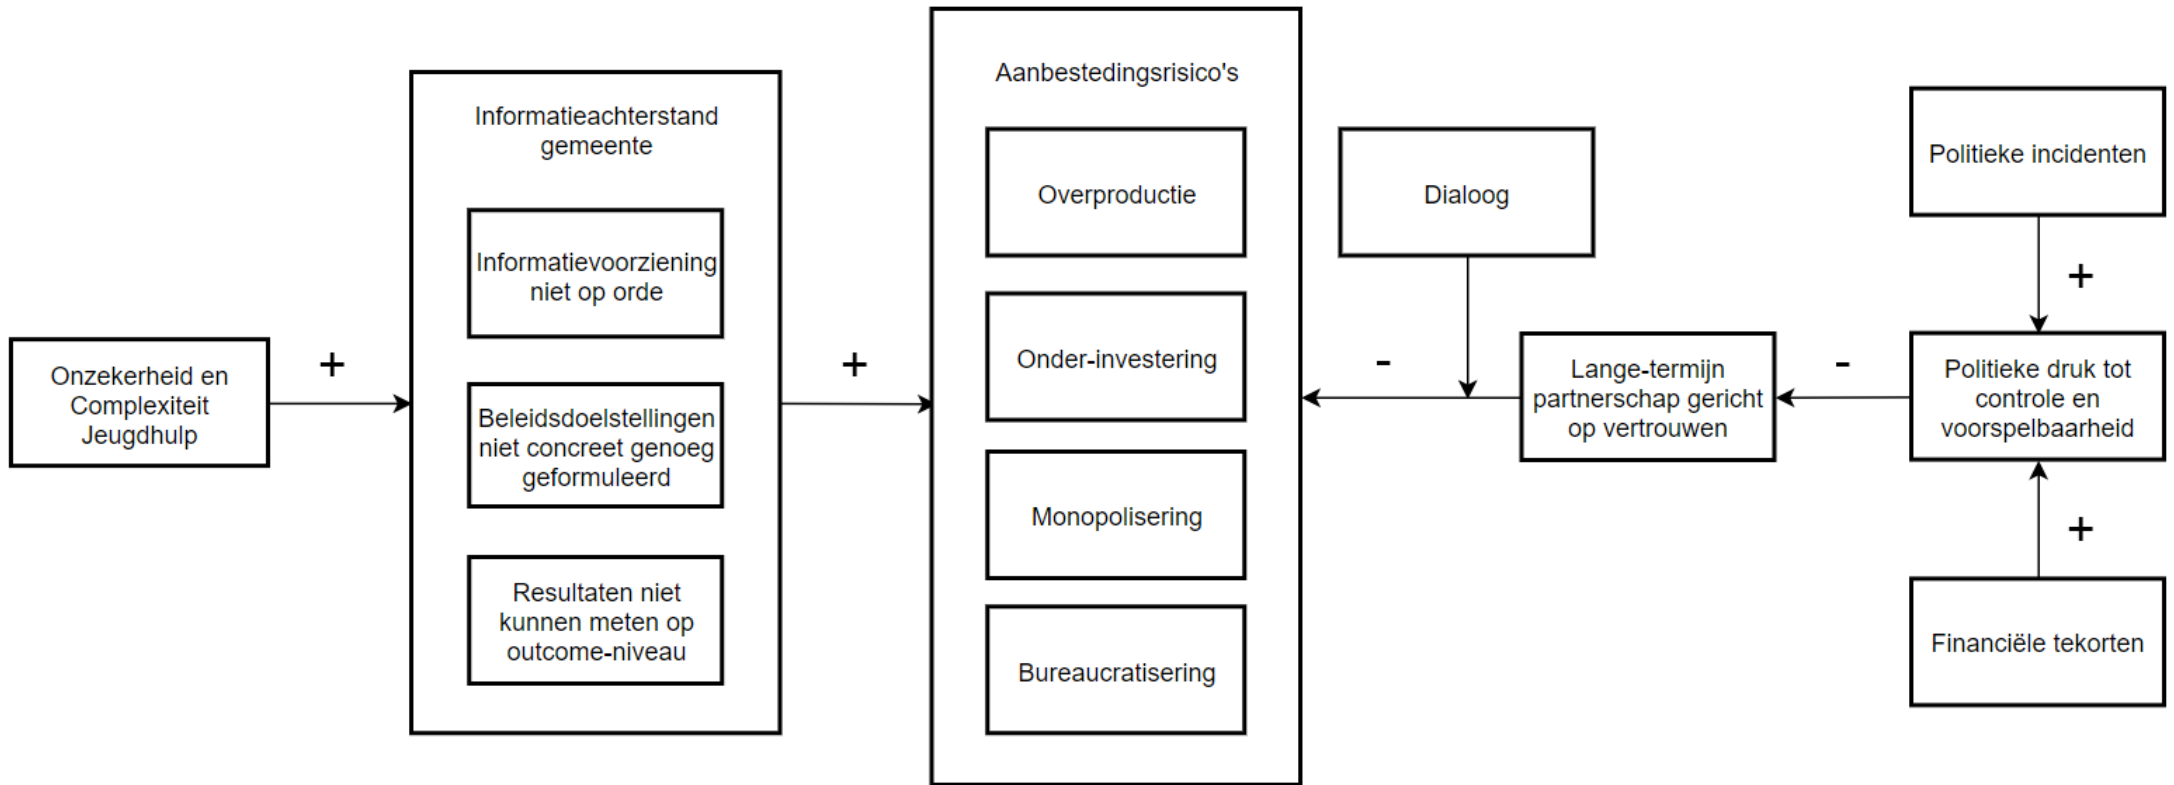 Onzekerheid en
Complexiteit
Jeugdhulp
+
Informatieachterstand
gemeente
Informatievoorziening
niet op orde
Beleidsdoelstellingen
niet concreet genoeg
geformuleerd
Resultaten niet
kunnen meten op
outcome-niveau
+
Aanbestedingsrisico's
Overproductie
Onder-investering
Monopolisering
Bureaucratisering
-
Dialoog
Lange-termijn
partnerschap gericht
op vertrouwen
-
Politieke incidenten
+
Politieke druk tot
controle en
voorspelbaarheid
+
Financiële tekorten